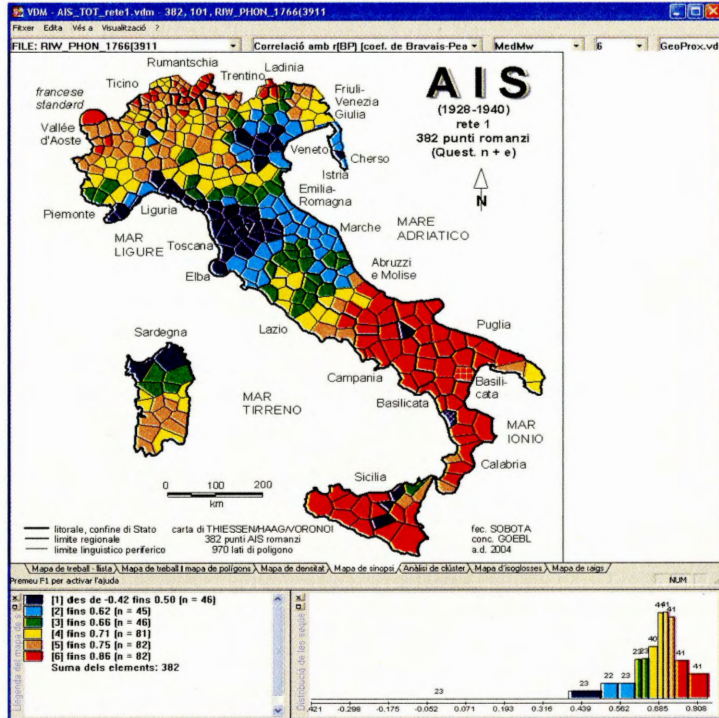 VDM - AIS_TOT_rete1.vdm - 382, 101, RIW_PHON_1766(3911
Fitxer Edita Vés a Visualització ?
FILE: RIW_PHON_1766(3911
Correlació amb r(BP) [coef. de Bravais-Pea
MedMw
6
GeoProx.vd
AIS
(1928-1940)
rete 1
382 punti romanzi
(Quest. n + e)
N
Rumantschia
Ticino
Trentino
Ladinia
francese
standard
Friuli-
Venezia
Giulia
Vallée
d'Aoste
Veneto
Cherso
Istria
Emilia-
Romagna
Piemonte
Liguria
MAR
LIGURE
Toscana
Marche
MARE
ADRIATICO
Elba
Abruzzi
e Molise
Lazio
Puglia
Sardegna
Campania
Basili-
cata
MAR
TIRRENO
Basilicata
MAR
IONIO
Calabria
Sicilia
0 100 200
km
litorale, confine di Stato
limite regionale
limite linguistico periferico
carta di THIESSEN/HAAG/VORONOI
382 punti AIS romanzi
970 lati di poligono
fec. SOBOTA
conc. GOEBL
a.d. 2004
Mapa de treball - llista
Mapa de treball i mapa de polígons
Mapa de densitat
Mapa de sinopsi
Anàlisi de clúster
Mapa d'isoglosses
Mapa de raigs
Premeu F1 per activar l'ajuda
NUM
[1] des de -0.42 fins 0.50 (n = 46)
[2] fins 0.62 (n = 45)
[3] fins 0.66 (n = 46)
[4] fins 0.71 (n = 81)
[5] fins 0.75 (n = 82)
[6] fins 0.86 (n = 82)
Suma dels elements: 382
Llegenda del mapa de s
Distribució de les seqüè
23
23
22 23
40
41
41
41
.421 -0.298 -0.175 -0.052 0.071 0.194 0.316 0.439 0.562 0.685 0.808